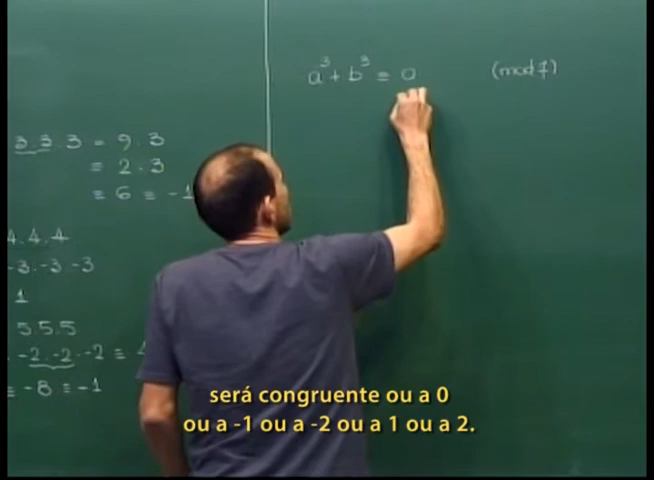 a³ + b³ ≡ 0 (mod 7)
3.3.3 = 9.3
≡ 2.3
≡ 6 ≡ -1
4.4.4
-3.-3.-3
1
5.5.5
-2.-2.-2 ≡
≡ -8 ≡ -1
será congruente ou a 0
ou a -1 ou a -2 ou a 1 ou a 2.